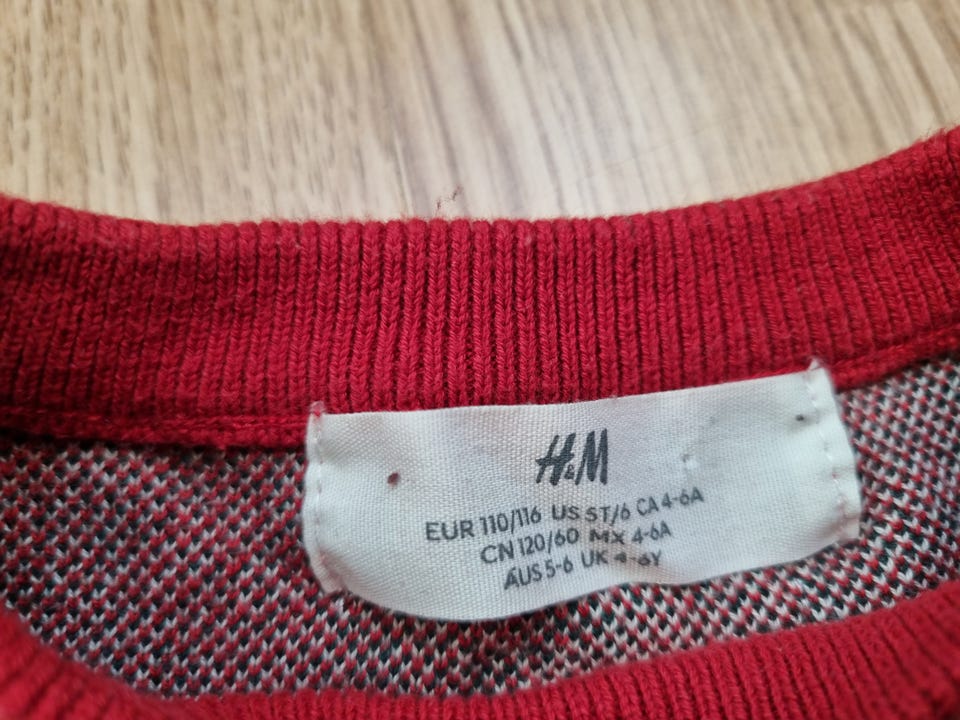 H&M
EUR 110/116 US 5T/6 CA 4-6A
CN 120/60 MX 4-6A
AUS 5-6 UK 4-6Y